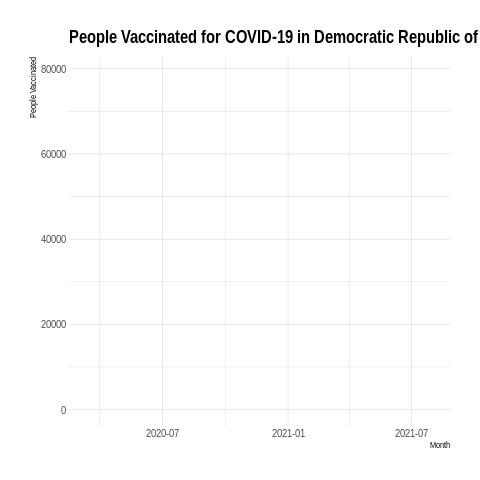 People Vaccinated for COVID-19 in Democratic Republic of
People Vaccinated
80000
60000
40000
20000
0
2020-07 2021-01 2021-07
Month